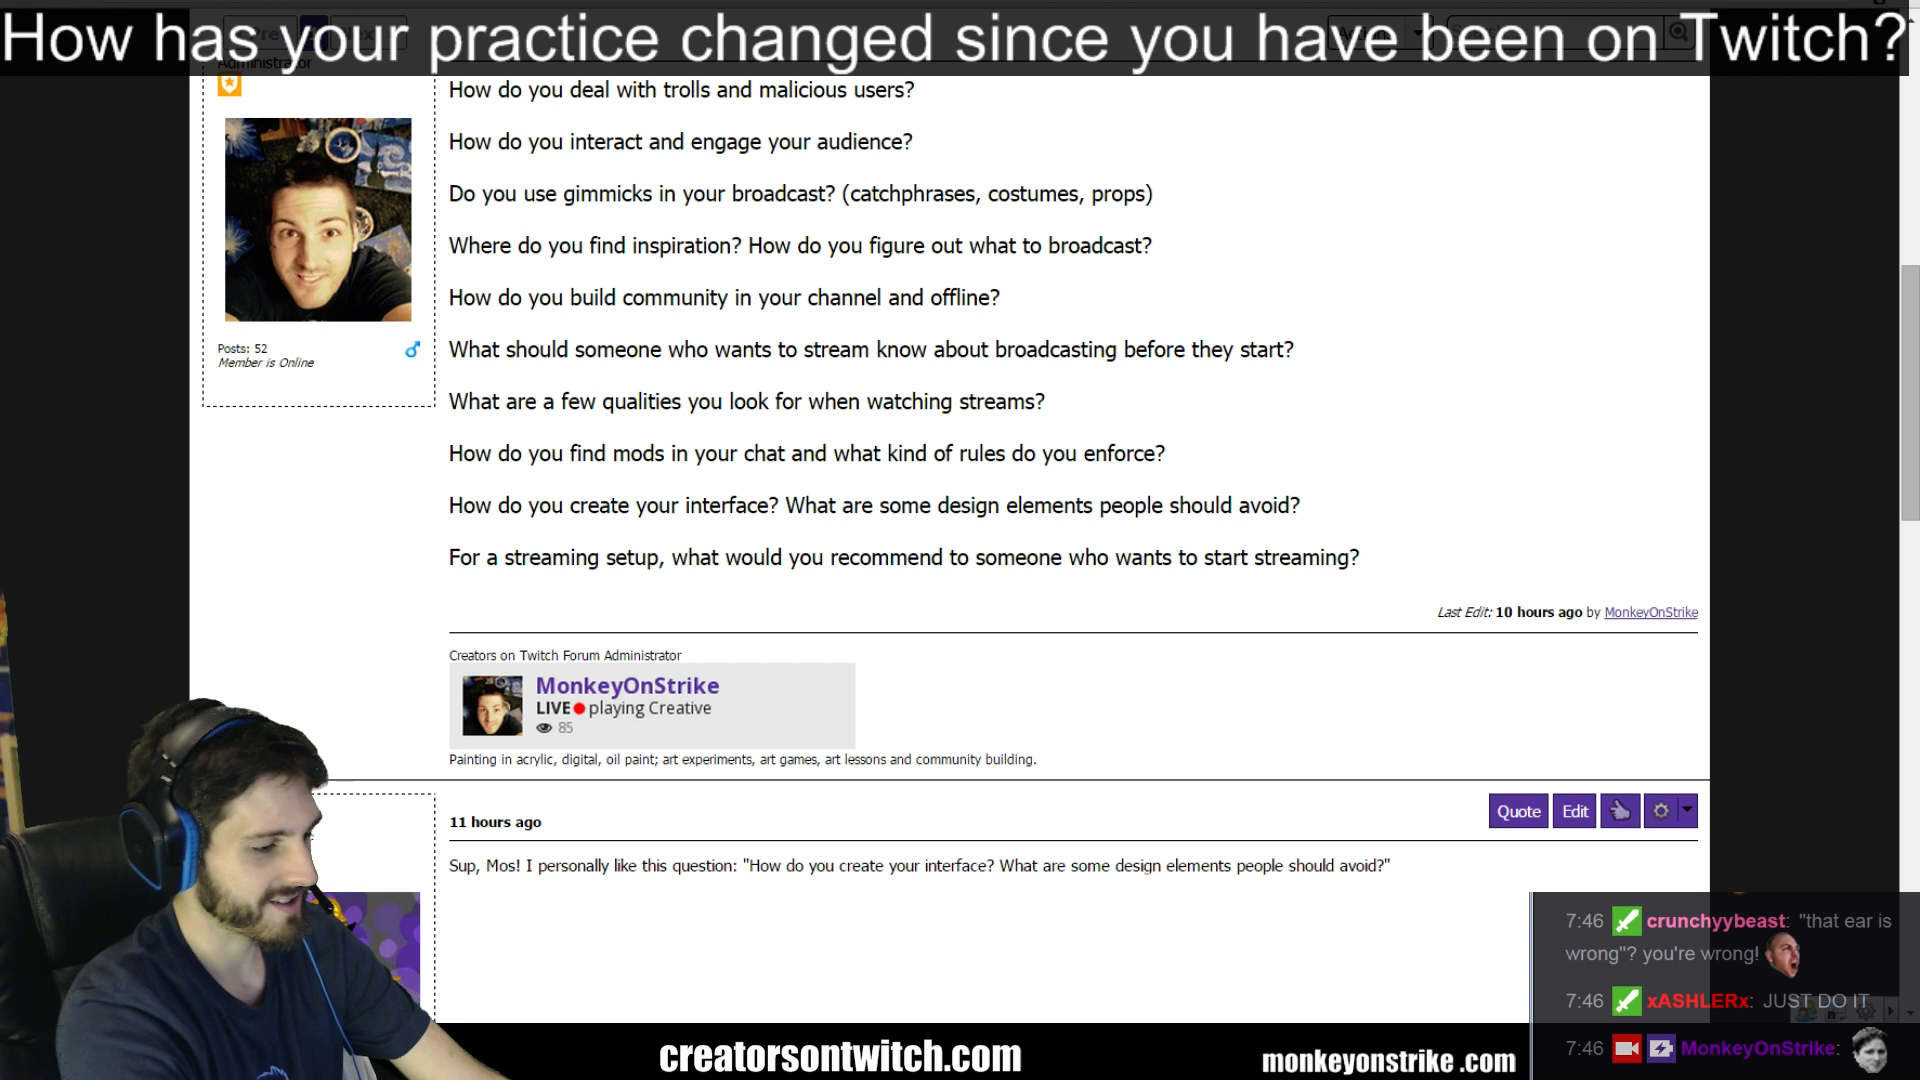 How has your practice changed since you have been on Twitch?
Administrator
How do you deal with trolls and malicious users?
How do you interact and engage your audience?
Do you use gimmicks in your broadcast? (catchphrases, costumes, props)
Where do you find inspiration? How do you figure out what to broadcast?
How do you build community in your channel and offline?
Posts: 52
Member is Online
What should someone who wants to stream know about broadcasting before they start?
What are a few qualities you look for when watching streams?
How do you find mods in your chat and what kind of rules do you enforce?
How do you create your interface? What are some design elements people should avoid?
For a streaming setup, what would you recommend to someone who wants to start streaming?
Last Edit: 10 hours ago by MonkeyOnStrike
Creators on Twitch Forum Administrator
MonkeyOnStrike
LIVE playing Creative
85
Painting in acrylic, digital, oil paint; art experiments, art games, art lessons and community building.
11 hours ago
Quote Edit
Sup, Mos! I personally like this question: "How do you create your interface? What are some design elements people should avoid?"
7:46 crunchyybeast: "that ear is
wrong"? you're wrong!
7:46 xASHLERx: JUST DO IT
7:46 MonkeyOnStrike:
creatorsontwitch.com
monkeyonstrike .com